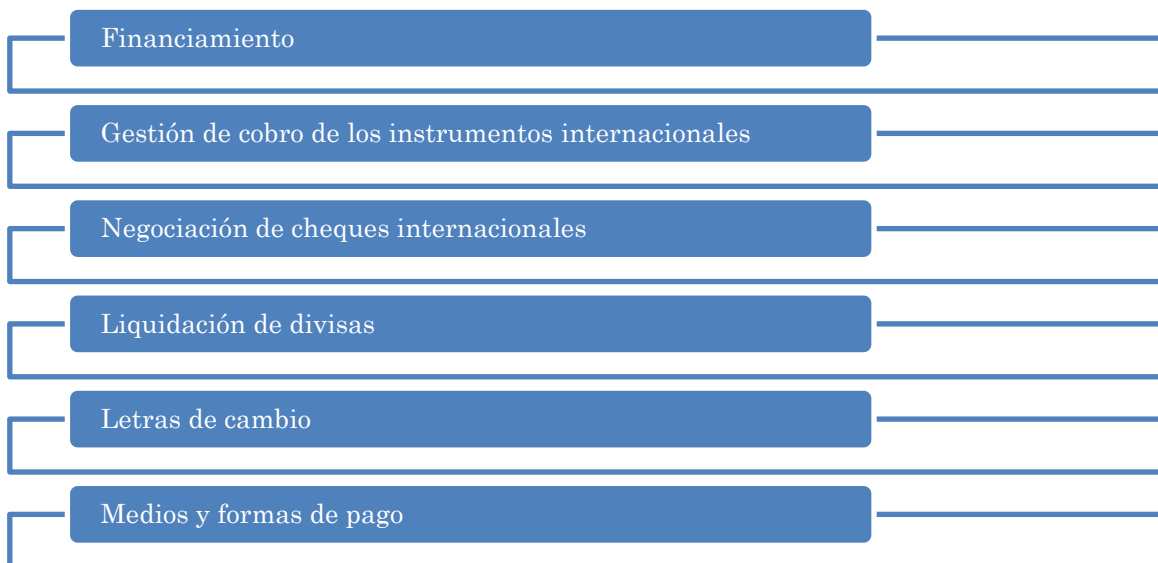 Financiamiento
Gestión de cobro de los instrumentos internacionales
Negociación de cheques internacionales
Liquidación de divisas
Letras de cambio
Medios y formas de pago